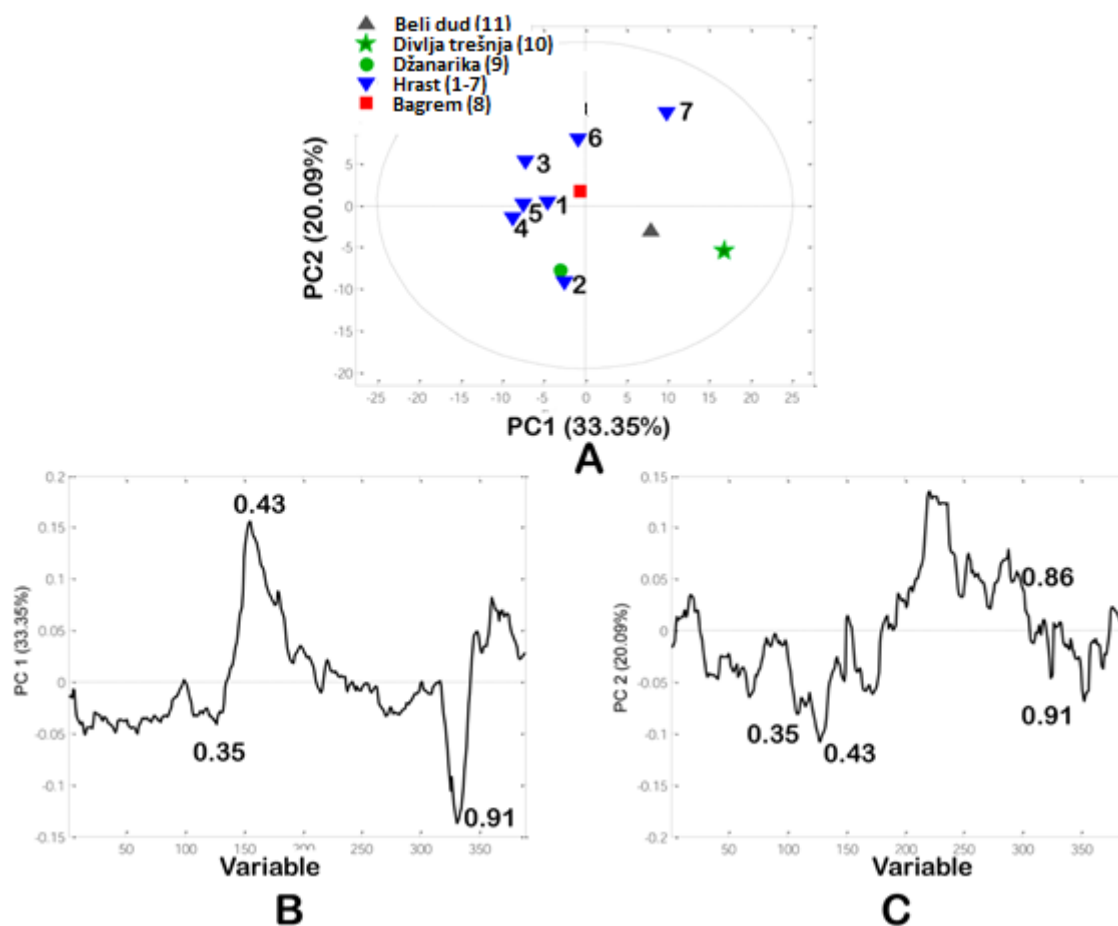 Beli dud (11)
Divlja trešnja (10)
Džanarika (9)
Hrast (1-7)
Bagrem (8)
7
6
3
1
5
4
2
5
0
-5
-10
-15
-20
-25 -20 -15 -10 -5 0 5 10 15 20 25
PC2 (20.09%)
PC1 (33.35%)
A
0.2
0.15
0.1
0.05
0
-0.05
-0.1
-0.15
0.43
0.35
0.91
PC 1 (33.35%)
50 100 150 200 250 300 350
Variable
B
0.15
0.1
0.05
0
-0.05
-0.1
-0.15
-0.2
0.86
0.35
0.43
0.91
PC 2 (20.09%)
50 100 150 200 250 300 350
Variable
C